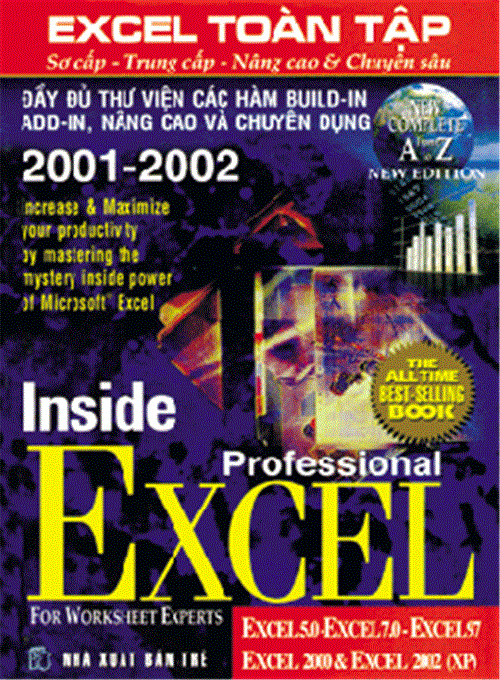 EXCEL TOÀN TẬP
Sơ cấp - Trung cấp - Nâng cao & Chuyên sâu
ĐẦY ĐỦ THƯ VIỆN CÁC HÀM BUILD-IN
ADD-IN, NÂNG CAO VÀ CHUYÊN DỤNG
2001-2002
NEW
COMPLETE
A to Z
NEW EDITION
Increase & Maximize
your productivity
by mastering the
mystery inside power
of Microsoft Excel
THE
ALL TIME
BEST-SELLING
BOOK
Inside
Professional
EXCEL
FOR WORKSHEET EXPERTS
EXCEL 5.0-EXCEL 7.0-EXCEL 97
EXCEL 2000 & EXCEL 2002 (XP)
NHÀ XUẤT BẢN TRẺ